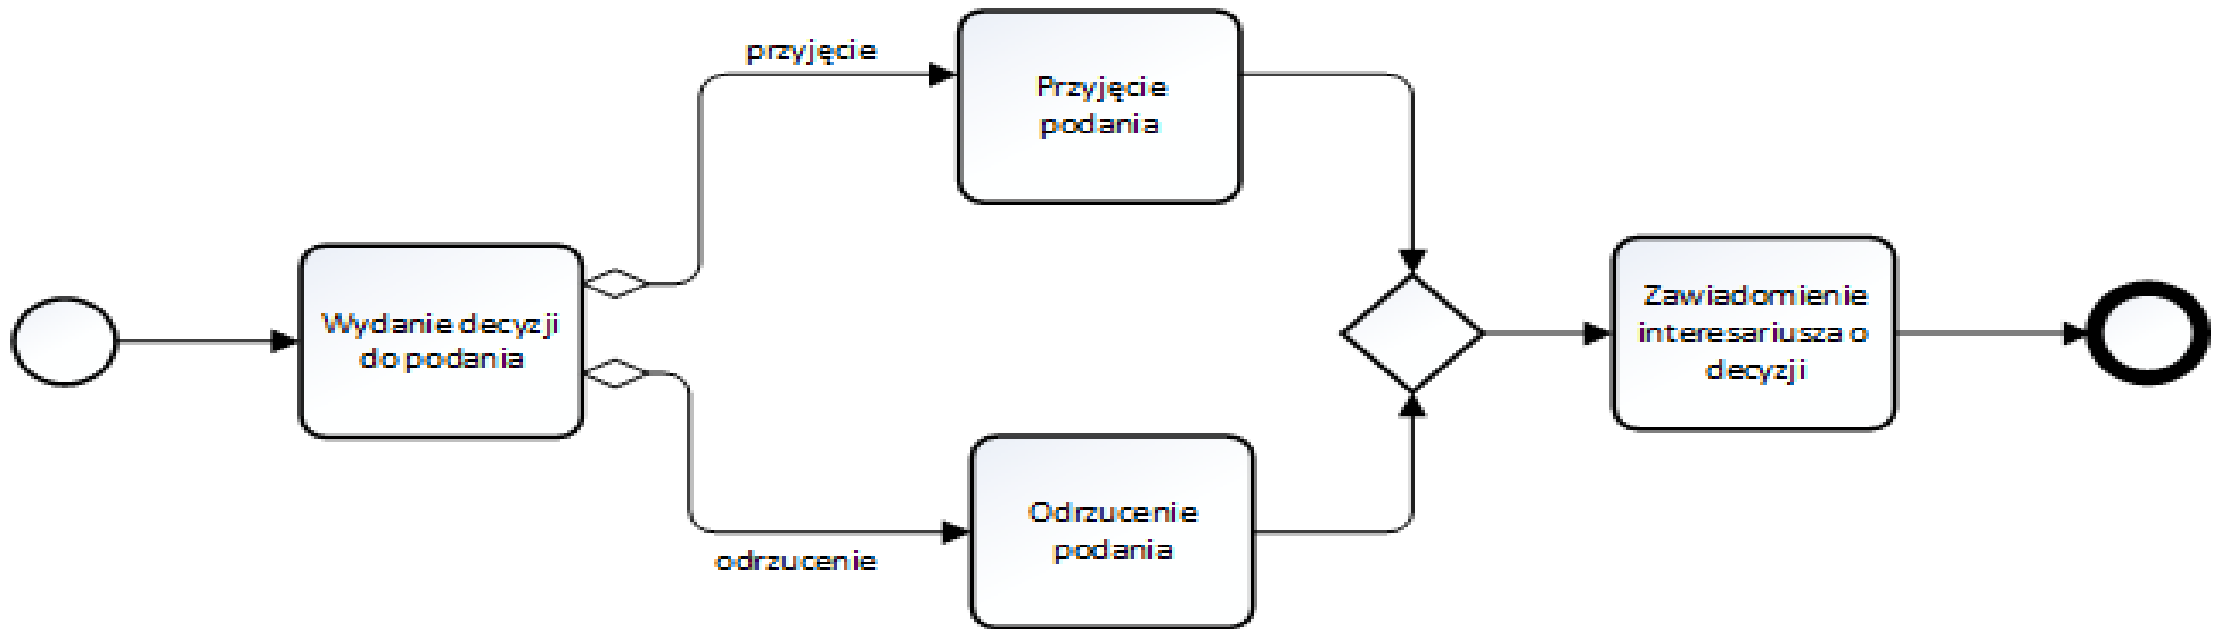 przyjęcie
Przyjęcie
podania
Wydanie decyzji
do podania
Zawiadomienie
interesariusza o
decyzji
Odrzucenie
podania
odrzucenie